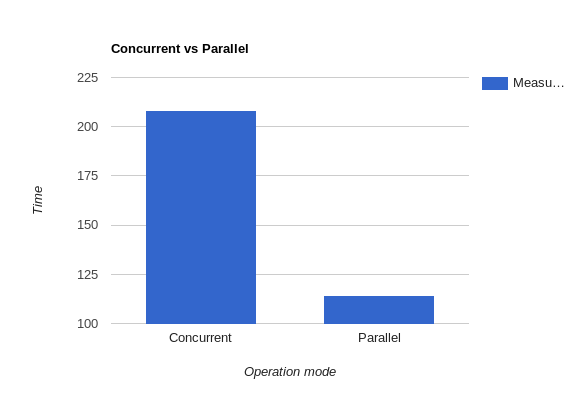 Concurrent vs Parallel
225
Measu...
200
175
Time
150
125
100
Concurrent Parallel
Operation mode